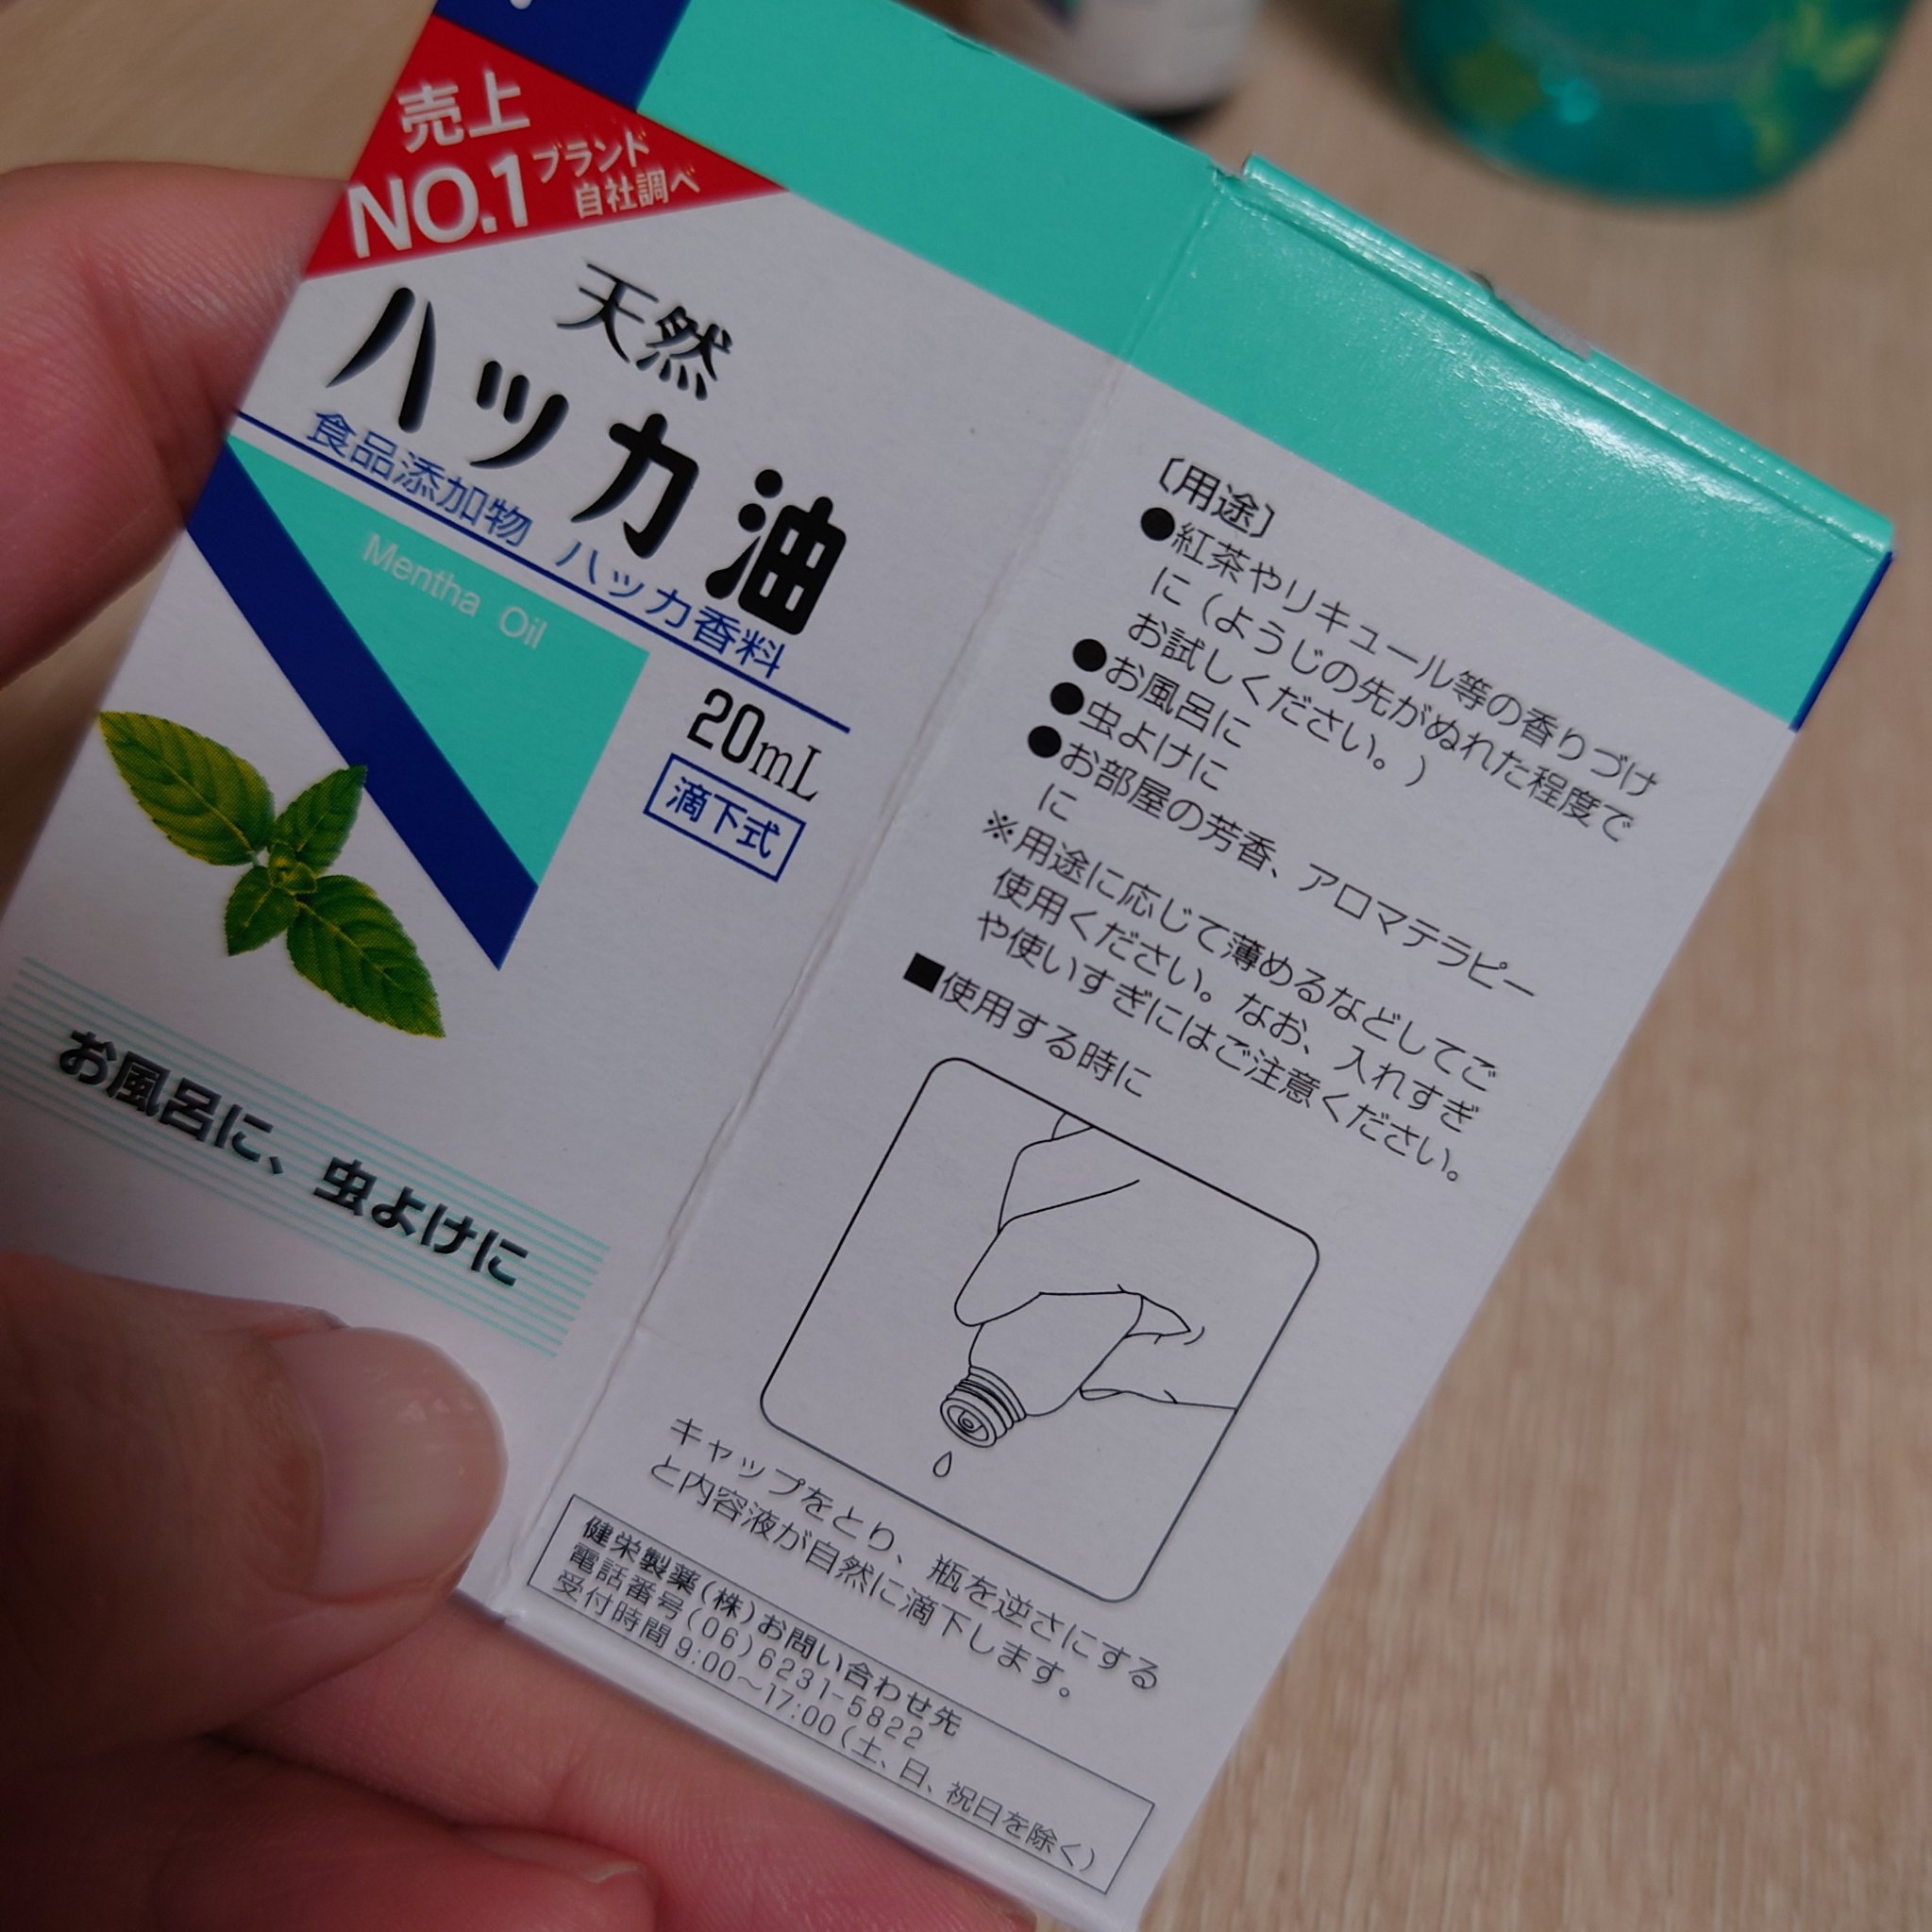 売上
NO.1
ブランド
自社調べ
天然
ハッカ油
食品添加物 ハッカ香料
Mentha Oil
20mL
滴下式
お風呂に、虫よけに
〔用途〕
●紅茶やリキュール等の香りづけ
に（ようじの先がぬれた程度で
お試しください。）
●お風呂に
●虫よけに
●お部屋の芳香、アロマテラピー
に
※用途に応じて薄めるなどしてご
使用ください。なお、入れすぎ
や使いすぎにはご注意ください。
■使用する時に
キャップをとり、瓶を逆さにする
と内容液が自然に滴下します。
健栄製薬(株)お問い合わせ先
電話番号(06)6231-5822
受付時間 9:00～17:00(土、日、祝日を除く)